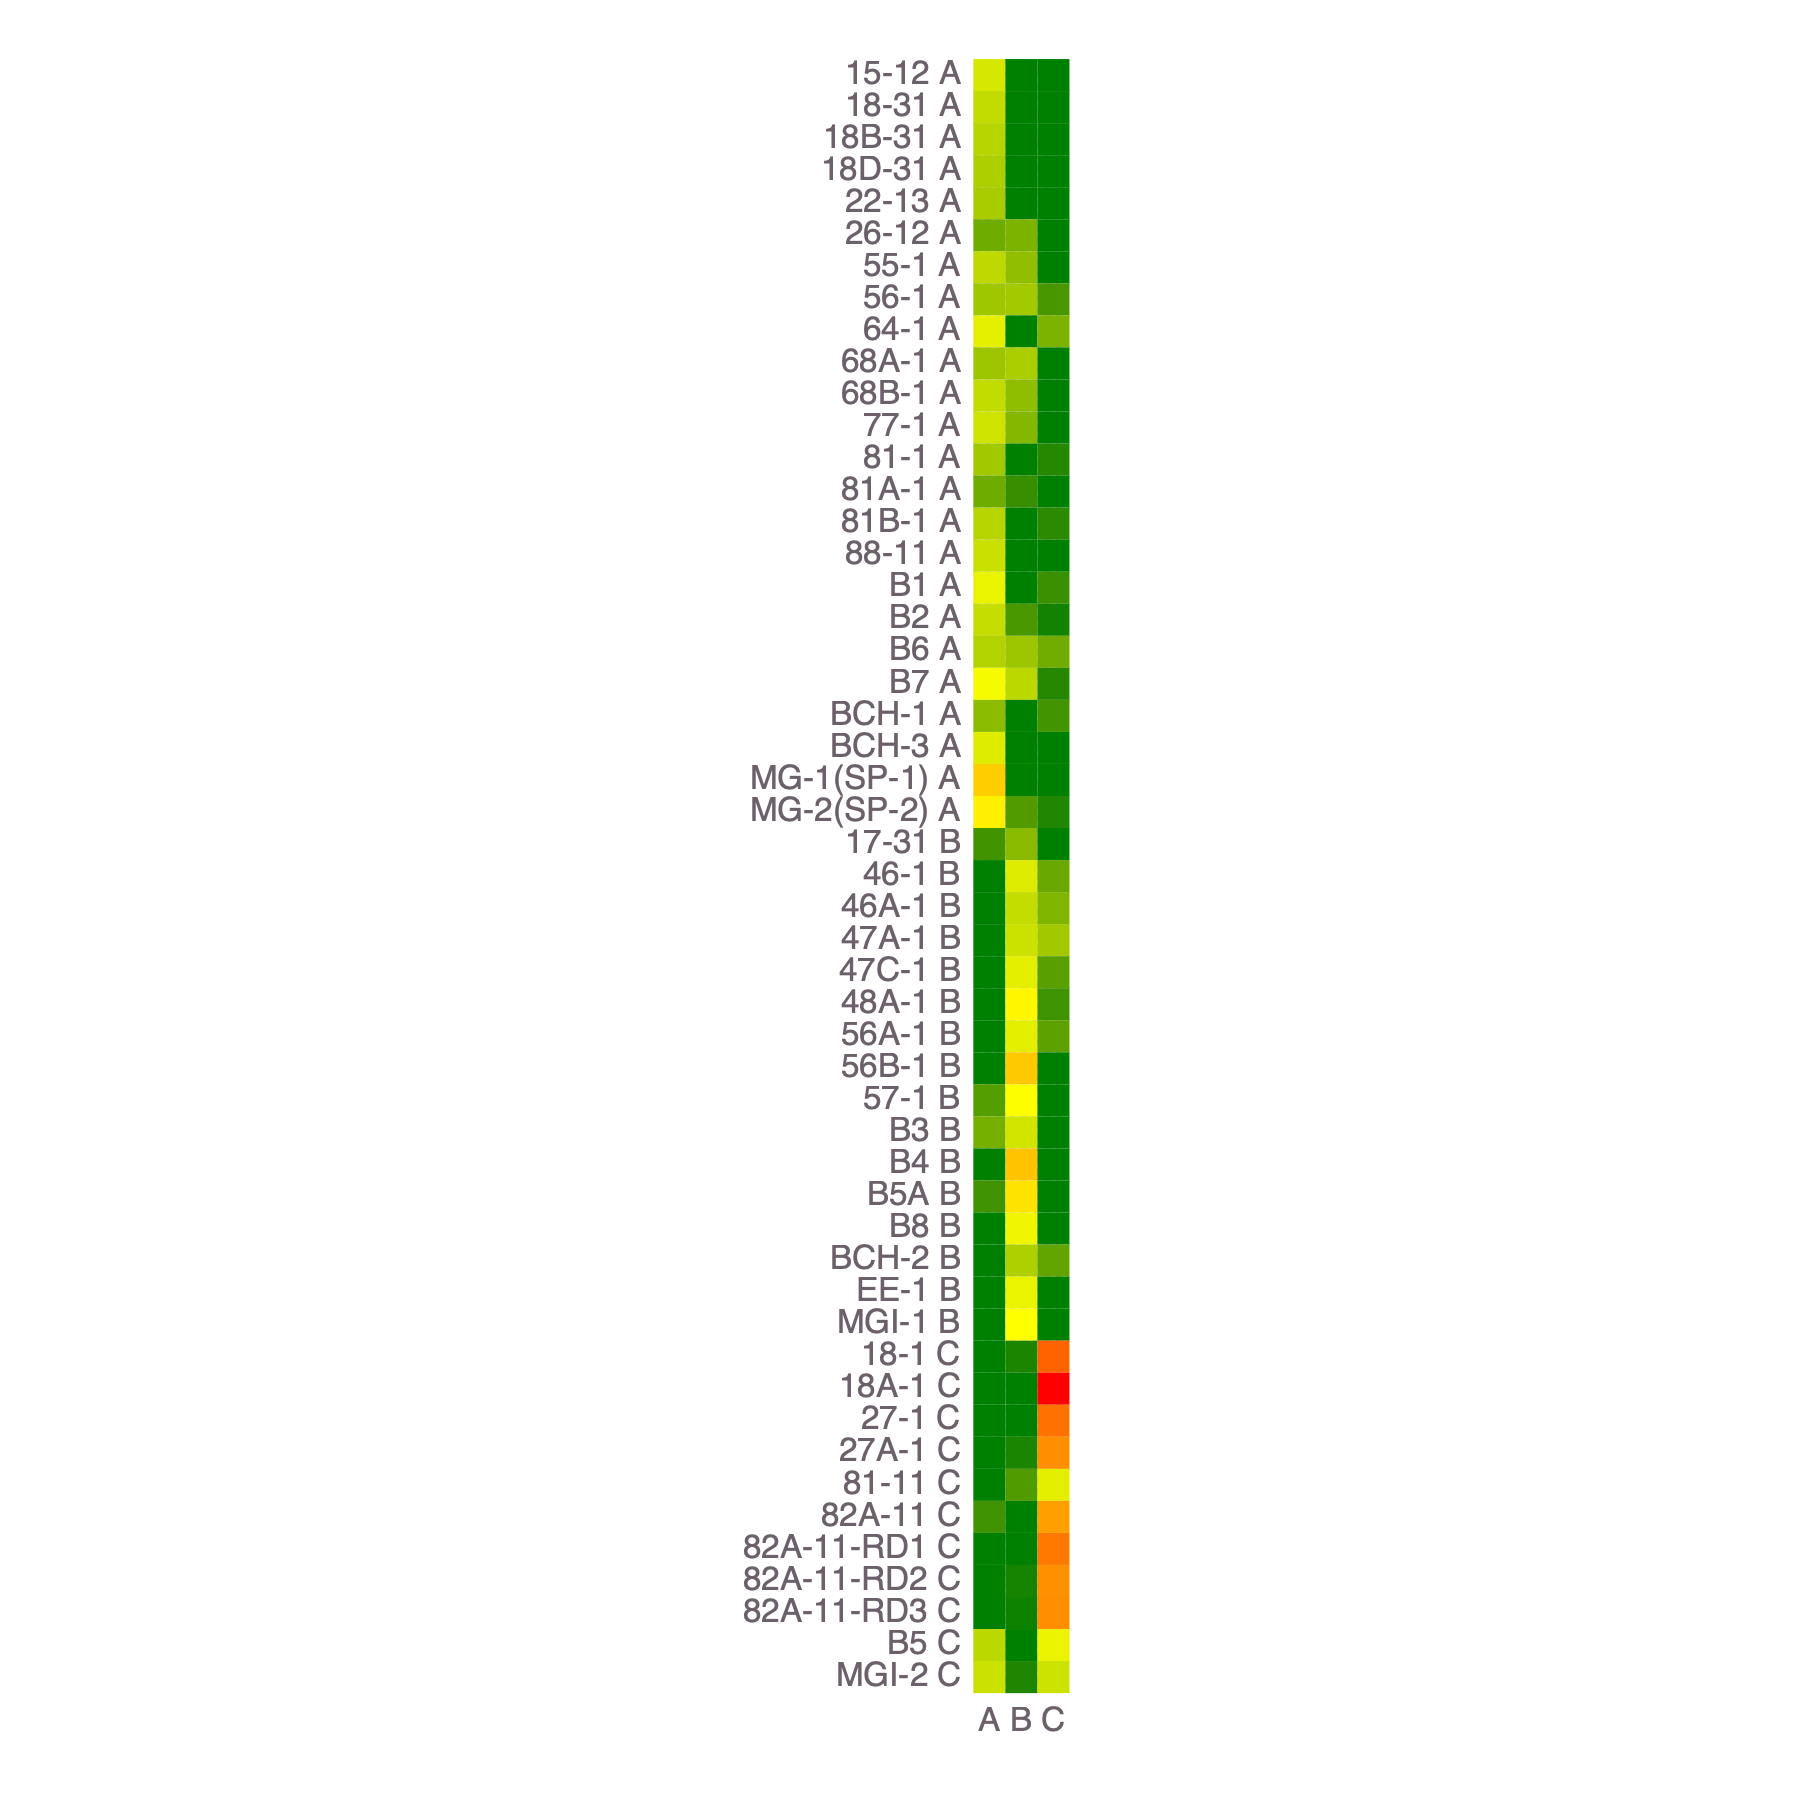 15-12 A
18-31 A
18B-31 A
18D-31 A
22-13 A
26-12 A
55-1 A
56-1 A
64-1 A
68A-1 A
68B-1 A
77-1 A
81-1 A
81A-1 A
81B-1 A
88-11 A
B1 A
B2 A
B6 A
B7 A
BCH-1 A
BCH-3 A
MG-1(SP-1) A
MG-2(SP-2) A
17-31 B
46-1 B
46A-1 B
47A-1 B
47C-1 B
48A-1 B
56A-1 B
56B-1 B
57-1 B
B3 B
B4 B
B5A B
B8 B
BCH-2 B
EE-1 B
MGI-1 B
18-1 C
18A-1 C
27-1 C
27A-1 C
81-11 C
82A-11 C
82A-11-RD1 C
82A-11-RD2 C
82A-11-RD3 C
B5 C
MGI-2 C
A B C